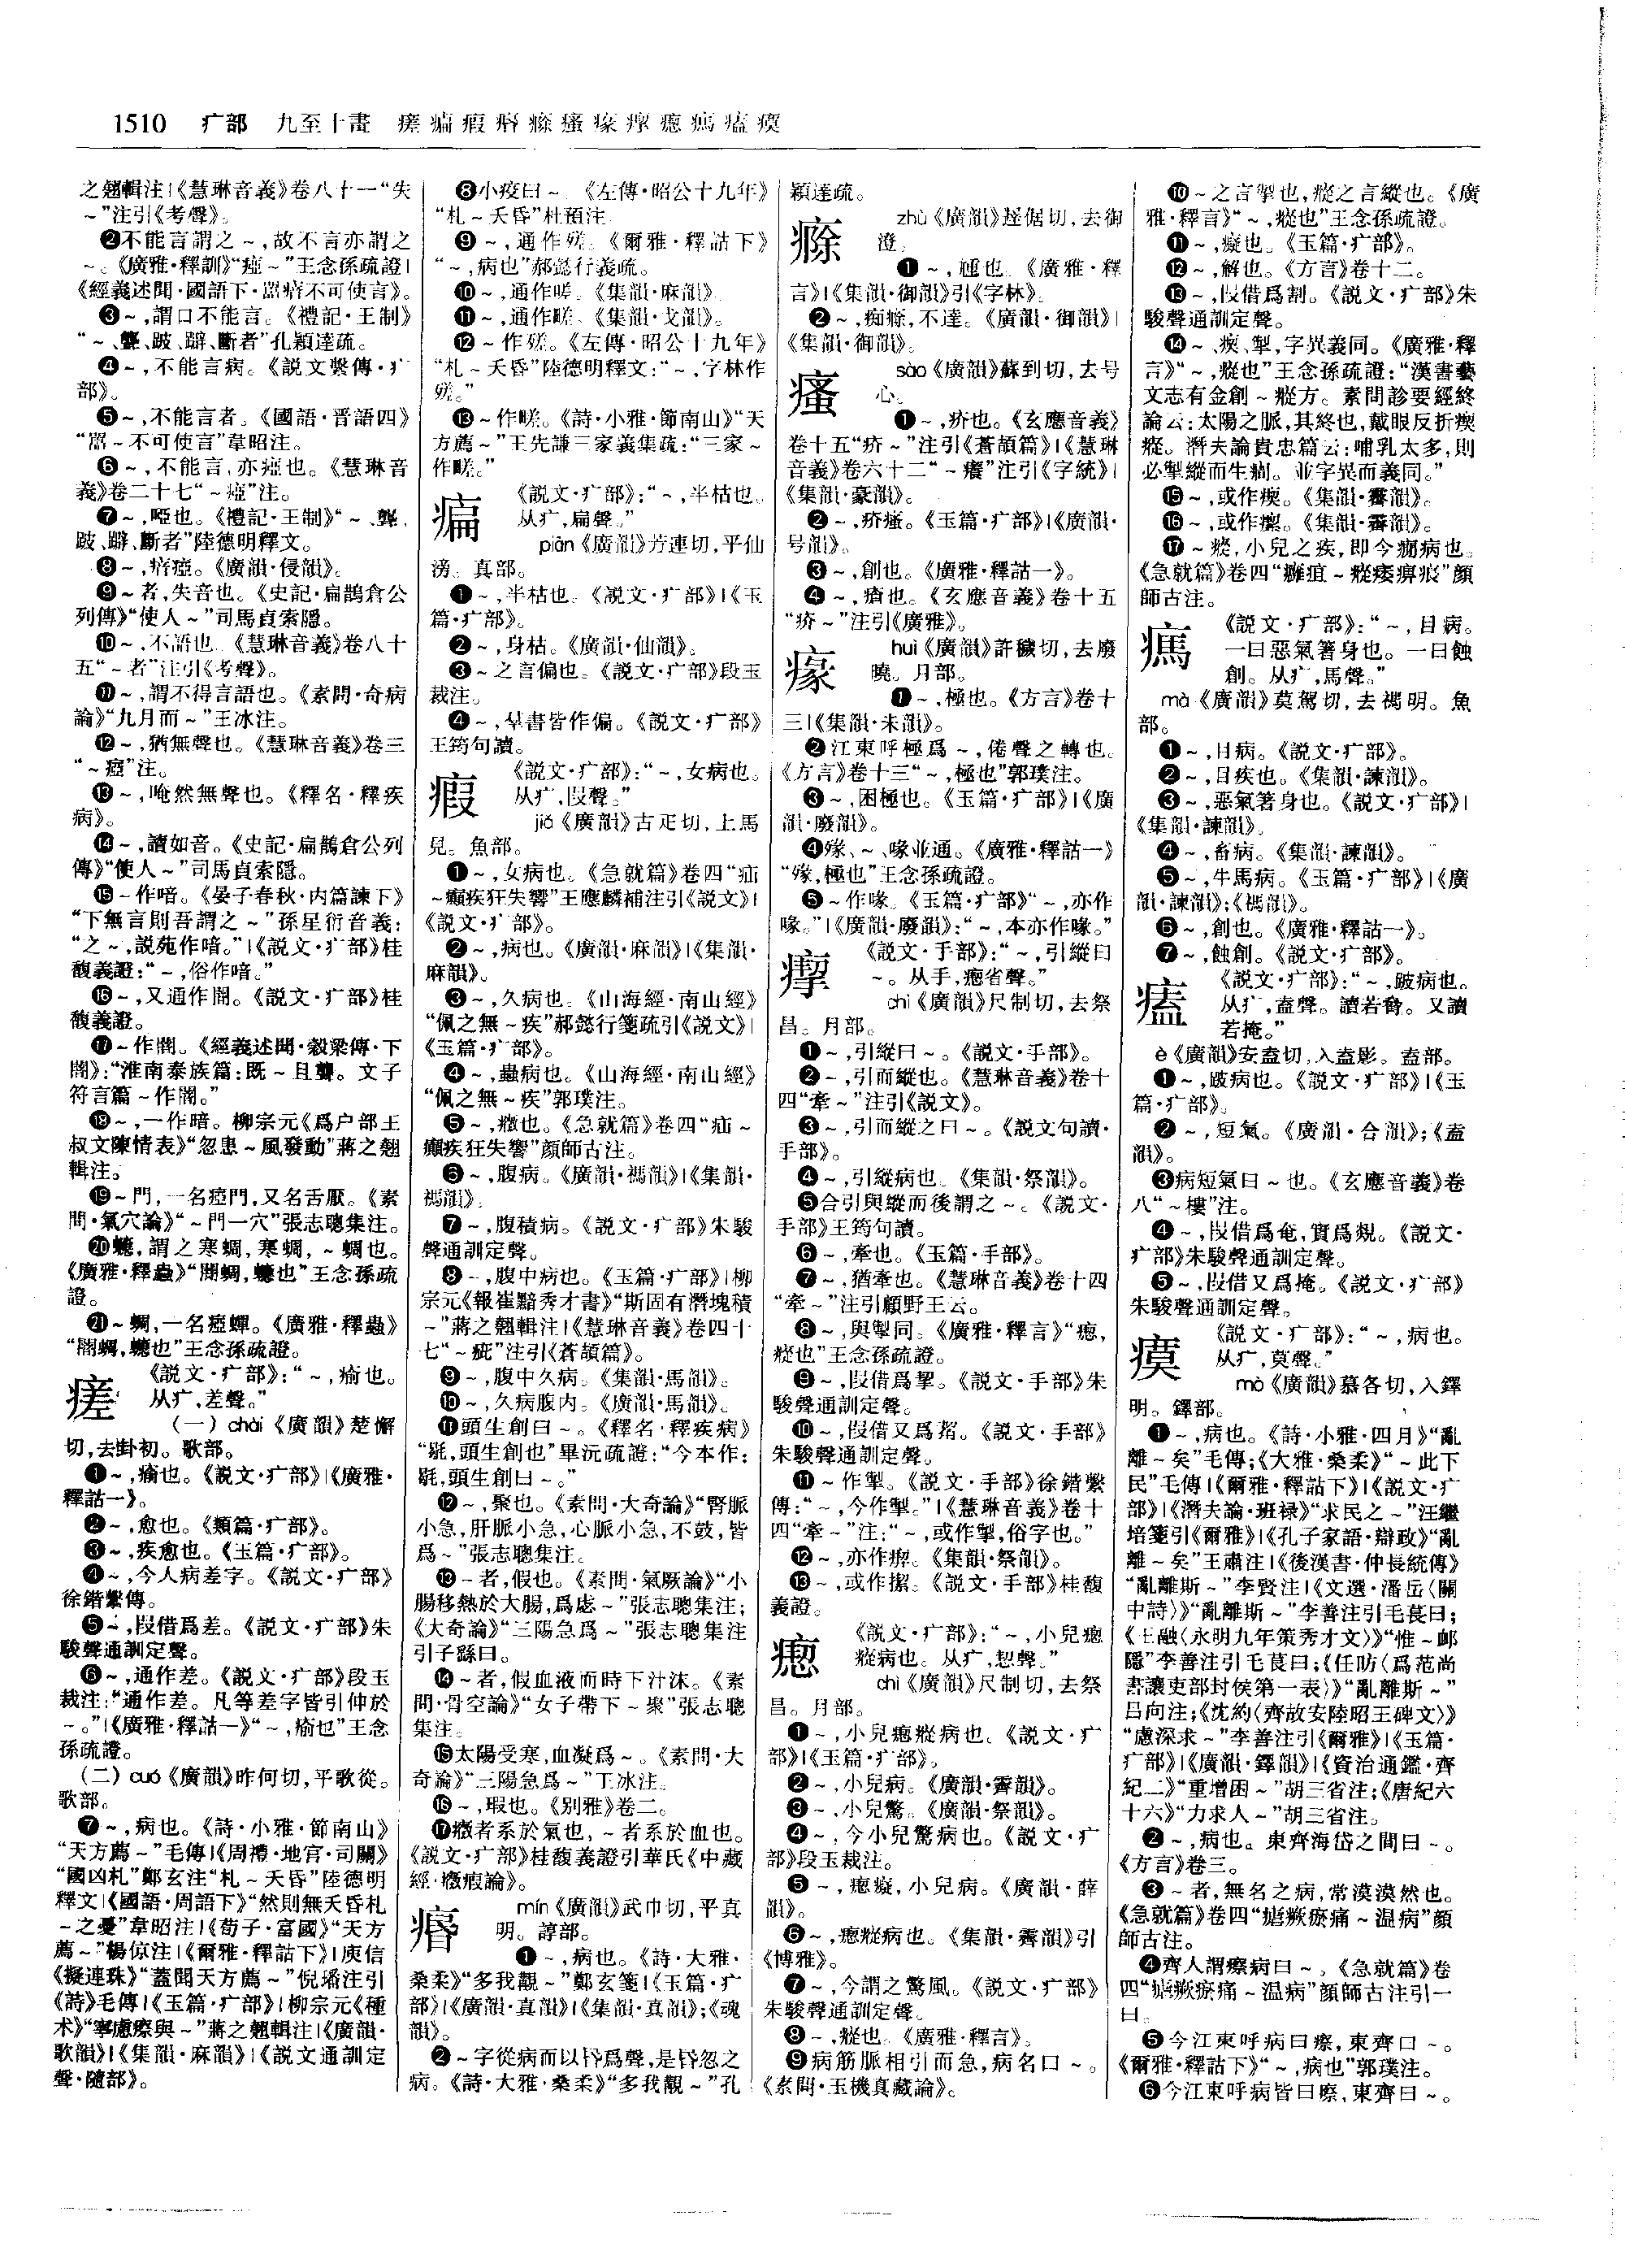 1510 疒部 九至十畫 瘥 㾫 瘕 㾸 瘵 瘙 瘃 瘛 瘛 瘛 瘛 瘼
之翹輯注|《慧琳音義》卷八十一“失
~”注引《考聲》。
❷不能言謂之~,故不言亦謂之
~。《廣雅·釋訓》“瘂~”王念孫疏證|
《經義述聞·國語下·嚚瘖不可使言》。
❸~,謂口不能言。《禮記·王制》
“~、聾、跛、躃、斷者”孔穎達疏。
❹~,不能言病。《説文繫傳·疒
部》。
❺~,不能言者。《國語·晋語四》
“嚚~不可使言”韋昭注。
❻~,不能言,亦瘂也。《慧琳音
義》卷二十七“~瘂”注。
❼~,啞也。《禮記·王制》“~、聾、
跛、躃、斷者”陸德明釋文。
❽~,瘖瘂。《廣韻·侵韻》。
❾~者,失音也。《史記·扁鵲倉公
列傳》“使人~”司馬貞索隱。
❿~,不語也。《慧琳音義》卷八十
五“~者”注引《考聲》。
⓫~,謂不得言語也。《素問·奇病
論》“九月而~”王冰注。
⓬~,猶無聲也。《慧琳音義》卷三
“~瘂”注。
⓭~,唵然無聲也。《釋名·釋疾
病》。
⓮~,讀如音。《史記·扁鵲倉公列
傳》“使人~”司馬貞索隱。
⓯~作喑。《晏子春秋·内篇諫下》
“下無言則吾謂之~”孫星衍音義:
“之~,説苑作喑。”|《説文·疒部》桂
馥義證:“~,俗作喑。”
⓰~,又通作闇。《説文·疒部》桂
馥義證。
⓱~作闇。《經義述聞·穀梁傳·下
闇》:“淮南泰族篇:既~且聾。文子
符言篇~作闇。”
⓲~,一作暗。柳宗元《爲户部王
叔文陳情表》“忽患~風發動”蔣之翹
輯注。
⓳~門,一名瘂門,又名舌厭。《素
問·氣穴論》“~門一穴”張志聰集注。
⓴蟪,謂之寒蜩,寒蜩,~蜩也。
《廣雅·釋蟲》“闇蜩,蟪也”王念孫疏
證。
㉑~蜩,一名瘂蟬。《廣雅·釋蟲》
“闇蜩,蟪也”王念孫疏證。
瘥 《説文·疒部》:“~,瘉也。
从疒,差聲。”
(一) chài《廣韻》楚懈
切,去卦初。歌部。
❶~,瘉也。《説文·疒部》|《廣雅·
釋詁一》。
❷~,愈也。《類篇·疒部》。
❸~,疾愈也。《玉篇·疒部》。
❹~,今人病差字。《説文·疒部》
徐鍇繫傳。
❺~,叚借爲差。《説文·疒部》朱
駿聲通訓定聲。
❻~,通作差。《説文·疒部》段玉
裁注:“通作差。凡等差字皆引伸於
~。”|《廣雅·釋詁一》“~,瘉也”王念
孫疏證。
(二) cuó《廣韻》昨何切,平歌從。
歌部。
❼~,病也。《詩·小雅·節南山》
“天方薦~”毛傳|《周禮·地官·司關》
“國凶札”鄭玄注“札~夭昏”陸德明
釋文|《國語·周語下》“然則無夭昏札
~之憂”韋昭注|《荀子·富國》“天方
薦~”楊倞注|《爾雅·釋詁下》|庾信
《擬連珠》“蓋聞天方薦~”倪璠注引
《詩》毛傳|《玉篇·疒部》|柳宗元《種
术》“寧慮瘵與~”蔣之翹輯注|《廣韻·
歌韻》|《集韻·麻韻》|《説文通訓定
聲·隨部》。
❽小疫曰~。《左傳·昭公十九年》
“札~夭昏”杜預注。
❾~,通作㽨。《爾雅·釋詁下》
“~,病也”郝懿行義疏。
❿~,通作嗟。《集韻·麻韻》。
⓫~,通作䣜。《集韻·戈韻》。
⓬~作㽨。《左傳·昭公十九年》
“札~夭昏”陸德明釋文:“~,字林作
㽨。”
⓭~作𤯝。《詩·小雅·節南山》“天
方薦~”王先謙三家義集疏:“三家~
作𤯝。”
㾫 《説文·疒部》:“~,半枯也。
从疒,扁聲。”
piān《廣韻》芳連切,平仙
滂。真部。
❶~,半枯也。《説文·疒部》|《玉
篇·疒部》。
❷~,身枯。《廣韻·仙韻》。
❸~之言偏也。《説文·疒部》段玉
裁注。
❹~,羣書皆作偏。《説文·疒部》
王筠句讀。
瘕 《説文·疒部》:“~,女病也。
从疒,叚聲。”
jiǎ《廣韻》古疋切,上馬
見。魚部。
❶~,女病也。《急就篇》卷四“疝
~癲疾狂失響”王應麟補注引《説文》|
《説文·疒部》。
❷~,病也。《廣韻·麻韻》|《集韻·
麻韻》。
❸~,久病也。《山海經·南山經》
“佩之無~疾”郝懿行箋疏引《説文》|
《玉篇·疒部》。
❹~,蟲病也。《山海經·南山經》
“佩之無~疾”郭璞注。
❺~,癥也。《急就篇》卷四“疝~
癲疾狂失響”顔師古注。
❻~,腹病。《廣韻·禡韻》|《集韻·
禡韻》。
❼~,腹積病。《説文·疒部》朱駿
聲通訓定聲。
❽~,腹中病也。《玉篇·疒部》|柳
宗元《報崔黯秀才書》“斯固有潛塊積
~”蔣之翹輯注|《慧琳音義》卷四十
七“~疵”注引《蒼頡篇》。
❾~,腹中久病。《集韻·馬韻》。
❿~,久病腹内。《廣韻·馬韻》。
⓫頭生創曰~。《釋名·釋疾病》
“毻,頭生創也”畢沅疏證:“今本作:
毻,頭生創曰~。”
⓬~,聚也。《素問·大奇論》“腎脈
小急,肝脈小急,心脈小急,不鼓,皆
爲~”張志聰集注。
⓭~者,假也。《素問·氣厥論》“小
腸移熱於大腸,爲虙~”張志聰集注;
《大奇論》“三陽急爲~”張志聰集注
引子繇曰。
⓮~者,假血液而時下汁沫。《素
問·骨空論》“女子帶下~聚”張志聰
集注。
⓯太陽受寒,血凝爲~。《素問·大
奇論》“三陽急爲~”王冰注。
⓰~,瑕也。《别雅》卷二。
⓱癥者系於氣也,~者系於血也。
《説文·疒部》桂馥義證引華氏《中藏
經·癥瘕論》。
㾸 mín《廣韻》武巾切,平真
明。諄部。
❶~,病也。《詩·大雅·
桑柔》“多我覯~”鄭玄箋|《玉篇·疒
部》|《廣韻·真韻》|《集韻·真韻》;《魂
韻》。
❷~字從病而以昬爲聲,是昬忽之
病。《詩·大雅·桑柔》“多我覯~”孔
穎達疏。
zhù《廣韻》遟倨切,去御
澄。
❶~,瘇也。《廣雅·釋
言》|《集韻·御韻》引《字林》。
❷~,痴瘵,不達。《廣韻·御韻》|
《集韻·御韻》。
瘙 sào《廣韻》蘇到切,去号
心。
❶~,疥也。《玄應音義》
卷十五“疥~”注引《蒼頡篇》|《慧琳
音義》卷六十二“~癢”注引《字統》|
《集韻·豪韻》。
❷~,疥瘙。《玉篇·疒部》|《廣韻·
号韻》。
❸~,創也。《廣雅·釋詁一》。
❹~,瘡也。《玄應音義》卷十五
“疥~”注引《廣雅》。
huì《廣韻》許穢切,去廢
曉。月部。
❶~,極也。《方言》卷十
三|《集韻·未韻》。
❷江東呼極爲~,倦聲之轉也。
《方言》卷十三“~,極也”郭璞注。
❸~,困極也。《玉篇·疒部》|《廣
韻·廢韻》。
❹㱵、~、喙並通。《廣雅·釋詁一》
“㱵,極也”王念孫疏證。
❺~作喙。《玉篇·疒部》“~,亦作
喙。”|《廣韻·廢韻》:“~,本亦作喙。”
《説文·手部》:“~,引縱曰
~。从手,瘛省聲。”
chì《廣韻》尺制切,去祭
昌。月部。
❶~,引縱曰~。《説文·手部》。
❷~,引而縱也。《慧琳音義》卷十
四“牽~”注引《説文》。
❸~,引而縱之曰~。《説文句讀·
手部》。
❹~,引縱病也。《集韻·祭韻》。
❺合引與縱而後謂之~。《説文·
手部》王筠句讀。
❻~,牽也。《玉篇·手部》。
❼~,猶牽也。《慧琳音義》卷十四
“牽~”注引顧野王云。
❽~,與掣同。《廣雅·釋言》“瘛,
瘲也”王念孫疏證。
❾~,叚借爲挈。《説文·手部》朱
駿聲通訓定聲。
❿~,叚借又爲𢪛。《説文·手部》
朱駿聲通訓定聲。
⓫~作掣。《説文·手部》徐鍇繫
傳:“~,今作掣。”|《慧琳音義》卷十
四“牽~”注:“~,或作掣,俗字也。”
⓬~,亦作瘈。《集韻·祭韻》。
⓭~,或作㩢。《説文·手部》桂馥
義證。
瘛 《説文·疒部》:“~,小兒瘛
瘲病也。从疒,恝聲。”
chì《廣韻》尺制切,去祭
昌。月部。
❶~,小兒瘛瘲病也。《説文·疒
部》|《玉篇·疒部》。
❷~,小兒病。《廣韻·霽韻》。
❸~,小兒驚。《廣韻·祭韻》。
❹~,今小兒驚病也。《説文·疒
部》段玉裁注。
❺~,瘛瘲,小兒病。《廣韻·薛
韻》。
❻~,瘛瘲病也。《集韻·霽韻》引
《博雅》。
❼~,今謂之驚風。《説文·疒部》
朱駿聲通訓定聲。
❽~,瘲也。《廣雅·釋言》。
❾病筋脈相引而急,病名曰~。
《素問·玉機真藏論》。
❿~之言掣也,瘲之言縱也。《廣
雅·釋言》“~,瘲也”王念孫疏證。
⓫~,癡也。《玉篇·疒部》。
⓬~,解也。《方言》卷十二。
⓭~,叚借爲割。《説文·疒部》朱
駿聲通訓定聲。
⓮~、瘈、掣,字異義同。《廣雅·釋
言》“~,瘲也”王念孫疏證:“漢書藝
文志有金創~瘲方。素問診要經終
論云:太陽之脈,其終也,戴眼反折瘈
瘲。潛夫論貴忠篇云:哺乳太多,則
必掣縱而生癇。並字異而義同。”
⓯~,或作瘈。《集韻·霽韻》。
⓰~,或作㩢。《集韻·霽韻》。
⓱~瘲,小兒之疾,即今癇病也。
《急就篇》卷四“癰疽~瘲痿痹痕”顔
師古注。
《説文·疒部》:“~,目病。
一曰惡氣箸身也。一曰蝕
創。从疒,馬聲。”
mà《廣韻》莫駕切,去禡明。魚
部。
❶~,目病。《説文·疒部》。
❷~,目疾也。《集韻·諫韻》。
❸~,惡氣箸身也。《説文·疒部》|
《集韻·諫韻》。
❹~,畜病。《集韻·諫韻》。
❺~,牛馬病。《玉篇·疒部》|《廣
韻·諫韻》;《禡韻》。
❻~,創也。《廣雅·釋詁一》。
❼~,蝕創。《説文·疒部》。
《説文·疒部》:“~,跛病也。
从疒,盍聲。讀若脅。又讀
若掩。”
è《廣韻》安盍切,入盍影。盍部。
❶~,跛病也。《説文·疒部》|《玉
篇·疒部》。
❷~,短氣。《廣韻·合韻》;《盍
韻》。
❸病短氣曰~也。《玄應音義》卷
八“~樓”注。
❹~,叚借爲奄,實爲覢。《説文·
疒部》朱駿聲通訓定聲。
❺~,叚借又爲掩。《説文·疒部》
朱駿聲通訓定聲。
瘼 《説文·疒部》:“~,病也。
从疒,莫聲。”
mò《廣韻》慕各切,入鐸
明。鐸部。
❶~,病也。《詩·小雅·四月》“亂
離~矣”毛傳;《大雅·桑柔》“~此下
民”毛傳|《爾雅·釋詁下》|《説文·疒
部》|《潛夫論·班禄》“求民之~”汪繼
培箋引《爾雅》|《孔子家語·辯政》“亂
離~矣”王肅注|《後漢書·仲長統傳》
“亂離斯~”李賢注|《文選·潘岳〈關
中詩〉》“亂離斯~”李善注引毛萇曰;
《王融〈永明九年策秀才文〉》“惟~卹
隱”李善注引毛萇曰;《任昉〈爲范尚
書讓吏部封侯第一表〉》“亂離斯~”
吕向注;《沈約〈齊故安陸昭王碑文〉》
“慮深求~”李善注引《爾雅》|《玉篇·
疒部》|《廣韻·鐸韻》|《資治通鑑·齊
紀二》“重增困~”胡三省注;《唐紀六
十六》“力求人~”胡三省注。
❷~,病也。東齊海岱之間曰~。
《方言》卷三。
❸~者,無名之病,常漠漠然也。
《急就篇》卷四“瘧瘚瘀痛~温病”顔
師古注。
❹齊人謂瘵病曰~。《急就篇》卷
四“瘧瘚瘀痛~温病”顔師古注引一
曰。
❺今江東呼病曰瘵,東齊曰~。
《爾雅·釋詁下》“~,病也”郭璞注。
❻今江東呼病皆曰瘵,東齊曰~。